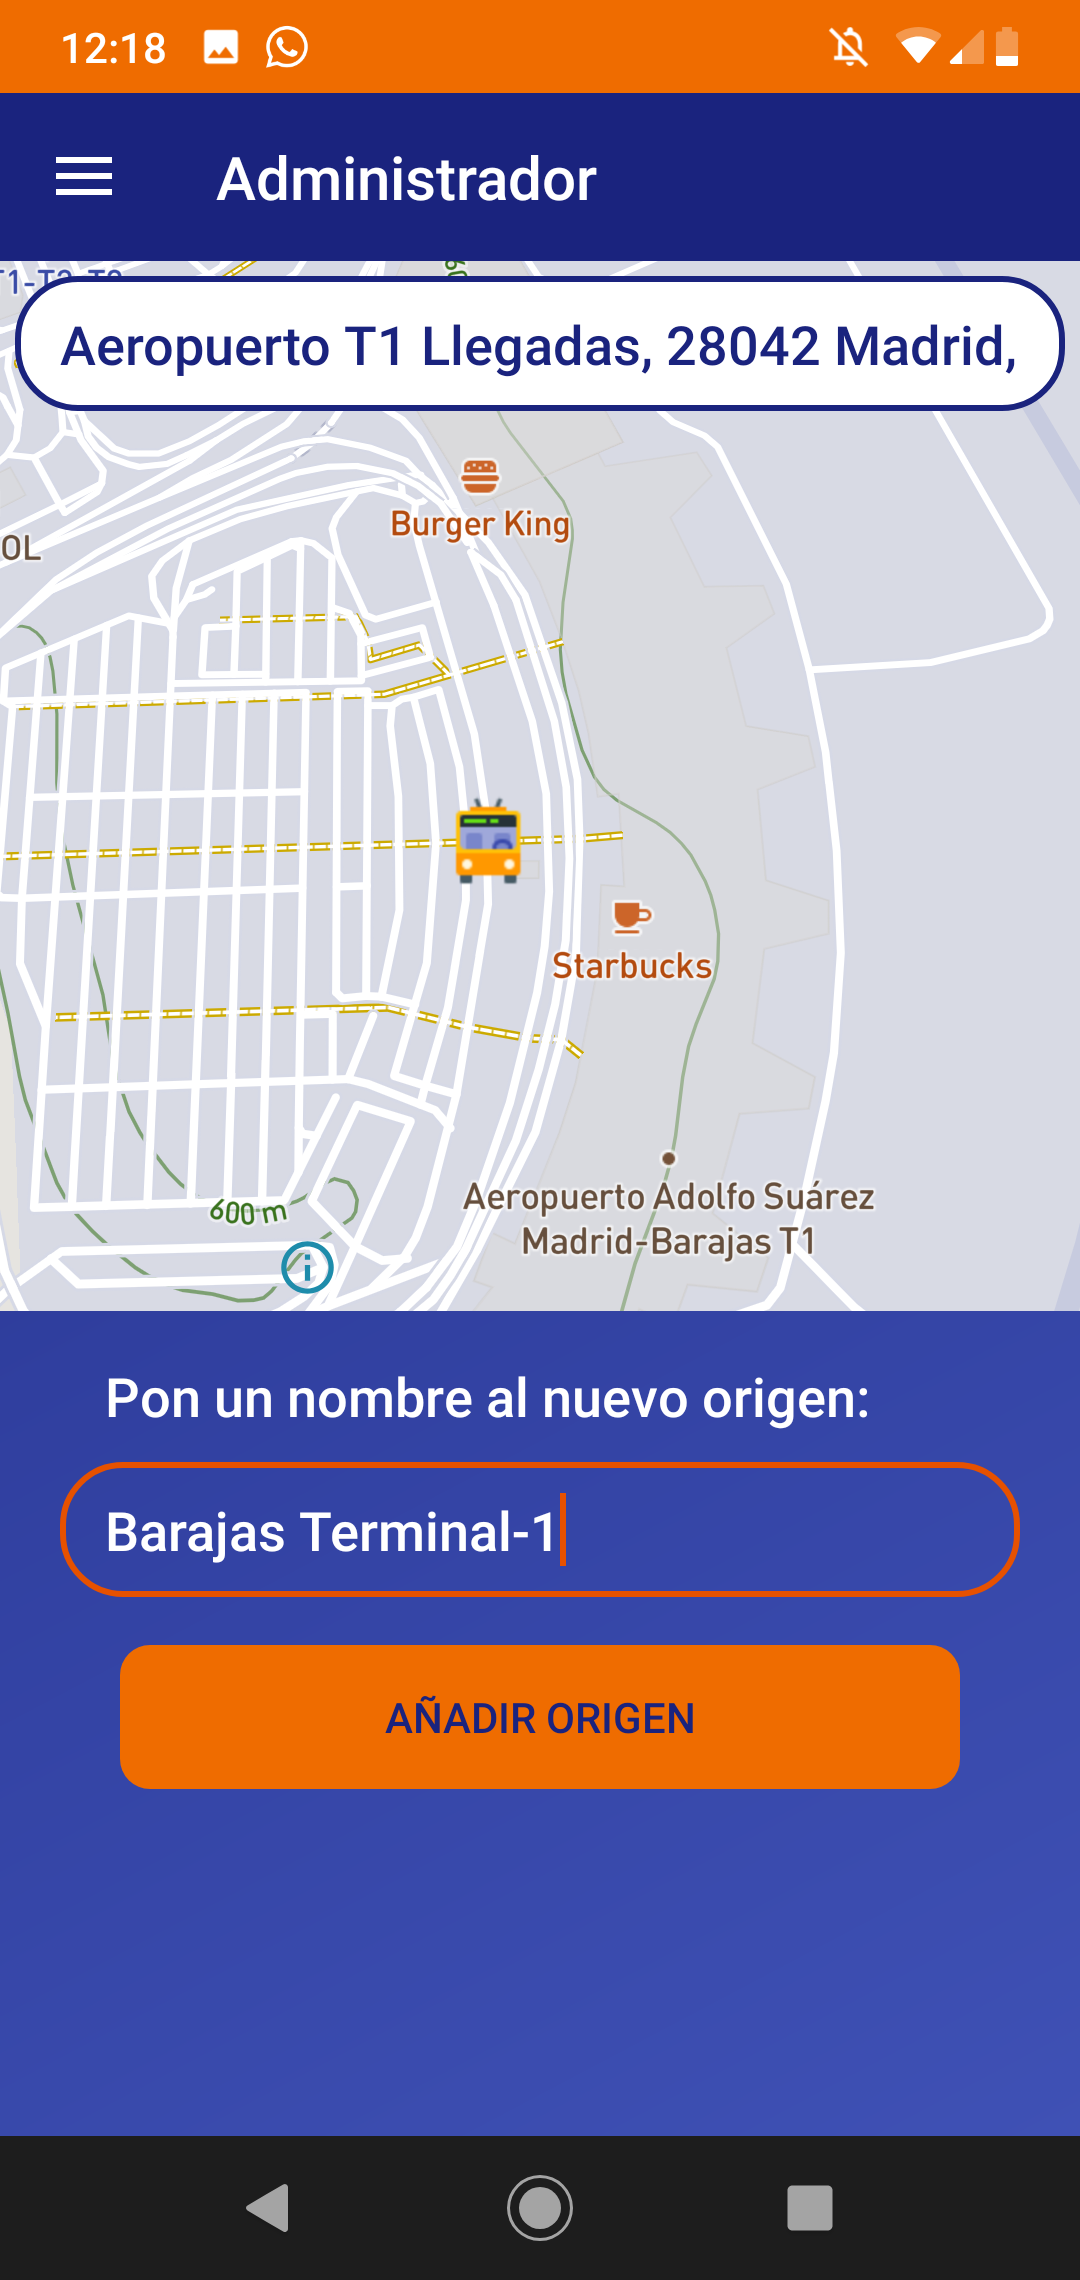 12:18
Administrador
Aeropuerto T1 Llegadas, 28042 Madrid,
Burger King
OL
Starbucks
Aeropuerto Adolfo Suárez
Madrid-Barajas T1
600 m
Pon un nombre al nuevo origen:
Barajas Terminal-1
AÑADIR ORIGEN